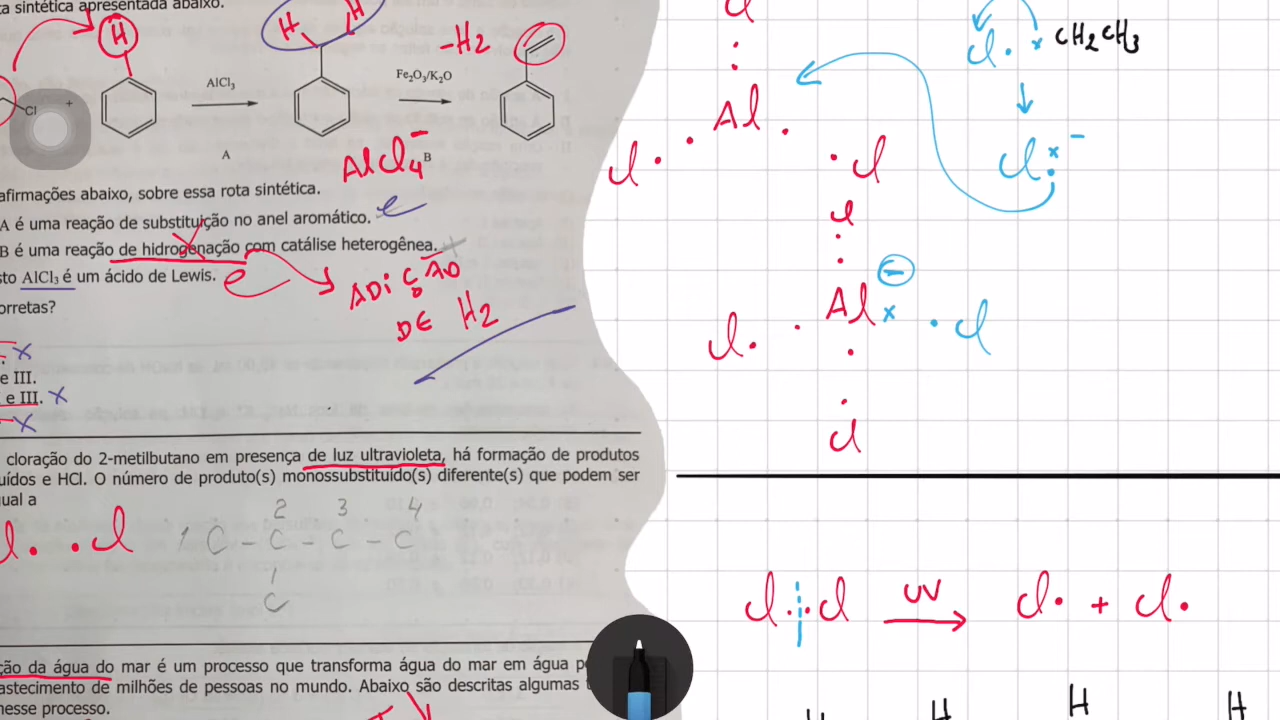 ta sintética apresentada abaixo.
H
H
H
-H2
Cl
AlCl3
Fe2O3/K2O
A
B
AlCl4-
afirmações abaixo, sobre essa rota sintética.
A é uma reação de substituição no anel aromático. e
B é uma reação de hidrogenação com catálise heterogênea. x
sto AlCl3 é um ácido de Lewis. e
ADIÇÃO
DE H2
orretas?
. x
e III.
e III. x
x
cloração do 2-metilbutano em presença de luz ultravioleta, há formação de produtos
uídos e HCl. O número de produto(s) monossubstituído(s) diferente(s) que podem ser
ual a
l • • Cl
2 3 4
1 C - C - C - C
C
ção da água do mar é um processo que transforma água do mar em água po
astecimento de milhões de pessoas no mundo. Abaixo são descritas algumas
nesse processo.
Cl
Al
Cl
Cl
Cl • x CH2CH3
Cl x • -
Cl
Al x -
Cl
Cl
Cl
Cl • • Cl UV Cl • + Cl •
H H H H